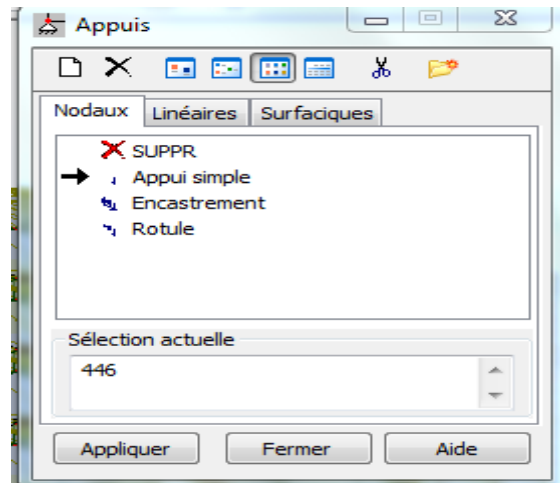 Appuis
Nodaux Linéaires Surfaciques
SUPPR
Appui simple
Encastrement
Rotule
Sélection actuelle
446
Appliquer Fermer Aide